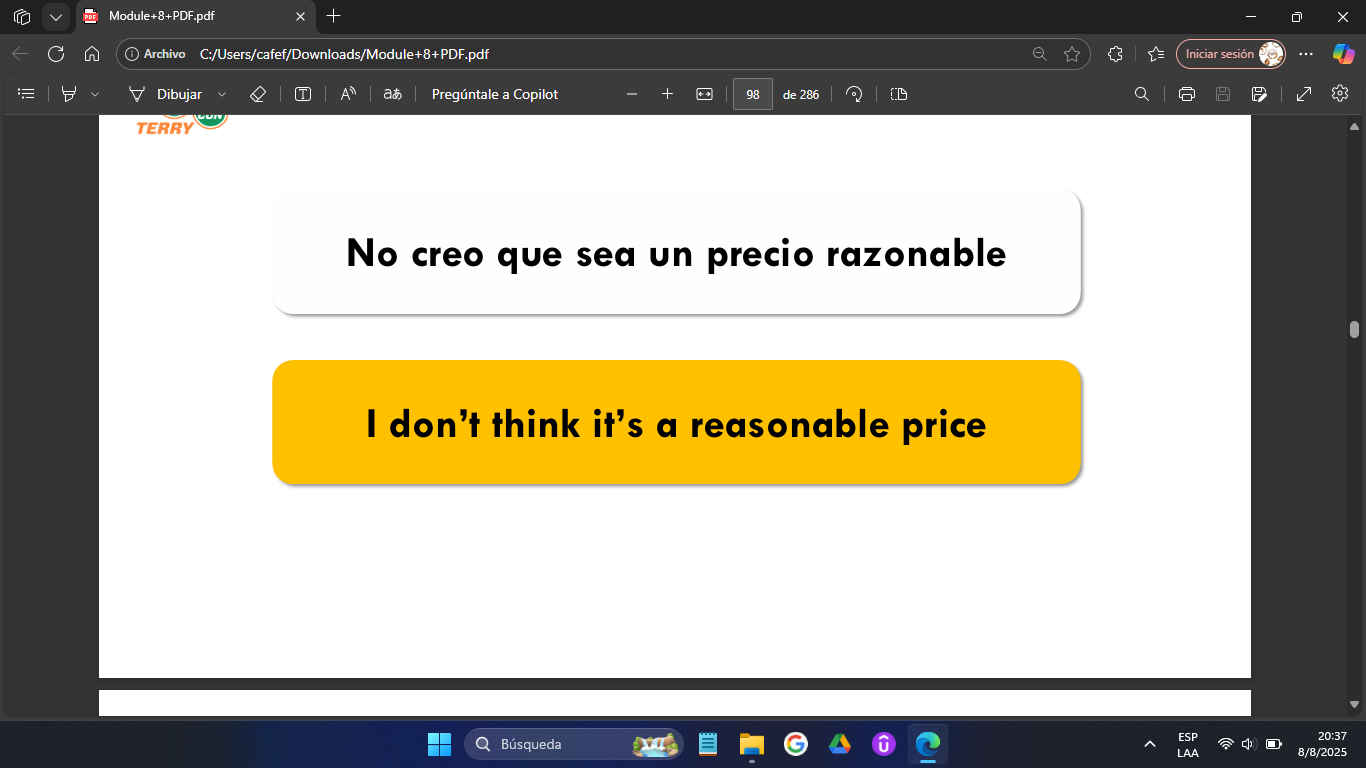 Module+8+PDF.pdf
Archivo C:/Users/cafef/Downloads/Module+8+PDF.pdf Iniciar sesión
Dibujar Pregúntale a Copilot 98 de 286
TERRY
No creo que sea un precio razonable
I don’t think it’s a reasonable price
Búsqueda
ESP
LAA
20:37
8/8/2025